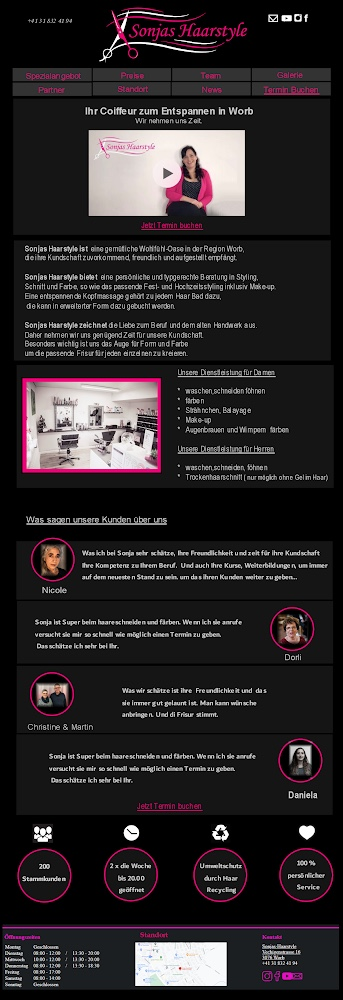 +41 31 832 41 94
Sonjas Haarstyle
Spezialangebot
Preise
Team
Galerie
Partner
Standort
News
Termin Buchen
Ihr Coiffeur zum Entspannen in Worb
Wir nehmen uns Zeit.
Sonjas Haarstyle
Jetzt Termin buchen
Sonjas Haarstyle ist eine gemütliche Wohlfühl-Oase in der Region Worb,
die ihre Kundschaft zuvorkommend, freundlich und aufgestellt empfängt.
Sonjas Haarstyle bietet eine persönliche und typgerechte Beratung in Styling,
Schnitt und Farbe, so wie das passende Fest- und Hochzeitsstyling inklusiv Make-up.
Eine entspannende Kopfmassage gehört zu jedem Haar Bad dazu,
die kann in erweiterter Form dazu gebucht werden.
Sonjas Haarstyle zeichnet die Liebe zum Beruf und dem alten Handwerk aus.
Daher nehmen wir uns genügend Zeit für unsere Kundschaft.
Besonders wichtig ist uns das Auge für Form und Farbe
um die passende Frisur für jeden einzelnen zu kreieren.
Unsere Dienstleistung für Damen
* waschen,schneiden föhnen
* färben
* Strähnchen, Balayage
* Make-up
* Augenbrauen und Wimpern färben
Unsere Dienstleistung für Herren
* waschen,schneiden, föhnen
* Trockenhaarschnitt ( nur möglich ohne Gel im Haar)
Was sagen unsere Kunden über uns
Was Ich bei Sonja sehr schätze, Ihre Freundlichkeit und zeit für ihre Kundschaft
Ihre Kompetenz zu Ihrem Beruf. Und auch Ihre Kurse, Weiterbildungen, um immer
auf dem neuesten Stand zu sein. um das ihren Kunden weiter zu geben...
Nicole
Sonja ist Super beim haareschneiden und färben. Wenn ich sie anrufe
versucht sie mir so schnell wie möglich einen Termin zu geben.
Das schätze ich sehr bei ihr.
Dorli
Was wir schätze ist ihre Freundlichkeit und das
sie immer gut gelaunt ist. Man kann wünsche
anbringen. Und di Frisur stimmt.
Christine & Martin
Sonja ist Super beim haareschneiden und färben. Wenn ich sie anrufe
versucht sie mir so schnell wie möglich einen Termin zu geben.
Das schätze ich sehr bei ihr.
Daniela
Jetzt Termin buchen
200
Stammkunden
2 x die Woche
bis 20.00
geöffnet
Umweltschutz
durch Haar
Recycling
100 %
persönlicher
Service
Öffnungszeiten
Montag Geschlossen
Dienstag 08:00 - 12:00 / 13:30 - 20:00
Mittwoch 10:00 - 12:00 / 13:30 - 20:00
Donnerstag 08:00 - 12:00 / 13:30 - 18:30
Freitag 08:00 - 17:00
Samstag 08:00 - 14:00
Sonntag Geschlossen
Standort
Kontakt
Sonjas Haarstyle
3076 Worb
+41 31 832 41 94